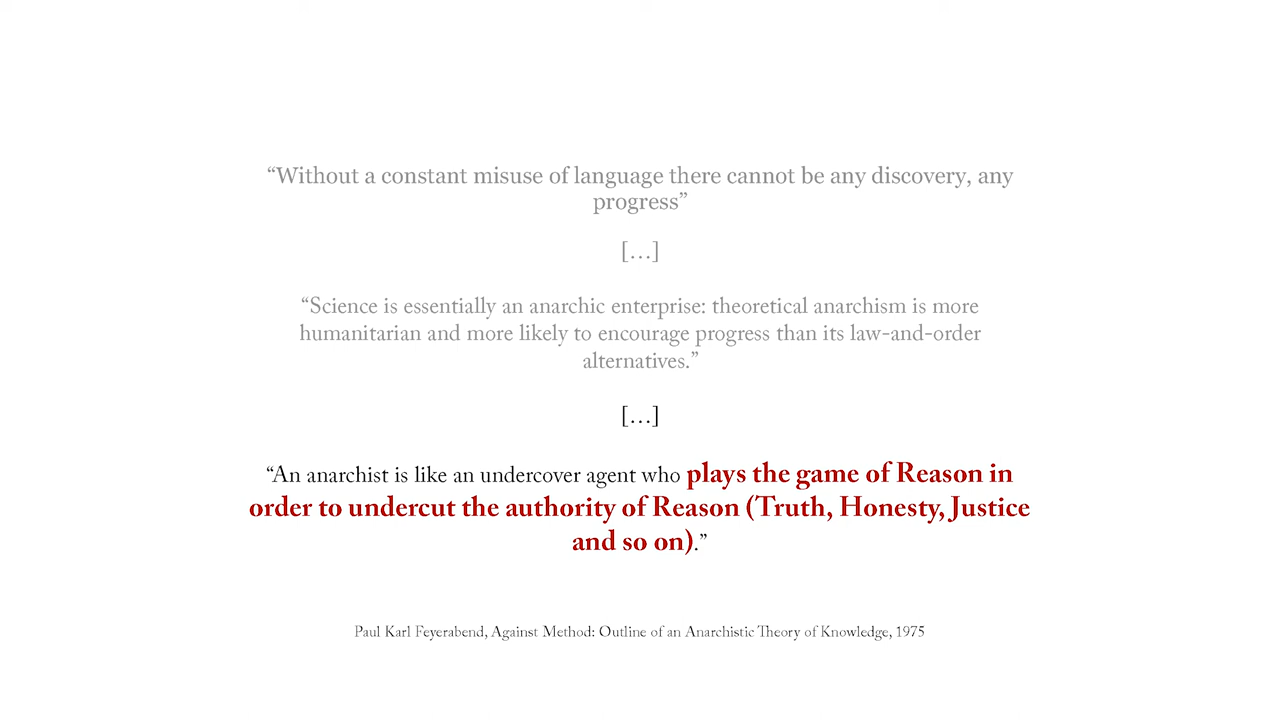 “Without a constant misuse of language there cannot be any discovery, any
progress”
[…]
“Science is essentially an anarchic enterprise: theoretical anarchism is more
humanitarian and more likely to encourage progress than its law-and-order
alternatives.”
[…]
“An anarchist is like an undercover agent who plays the game of Reason in
order to undercut the authority of Reason (Truth, Honesty, Justice
and so on).”
Paul Karl Feyerabend, Against Method: Outline of an Anarchistic Theory of Knowledge, 1975